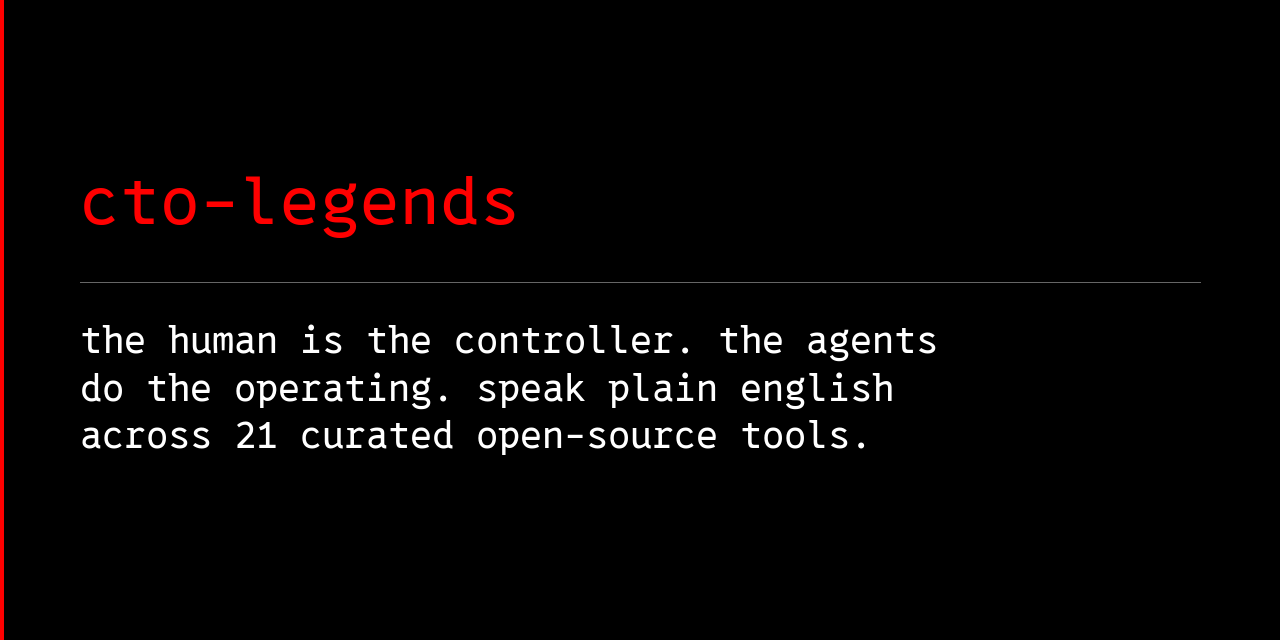 cto-legends
the human is the controller. the agents
do the operating. speak plain english
across 21 curated open-source tools.